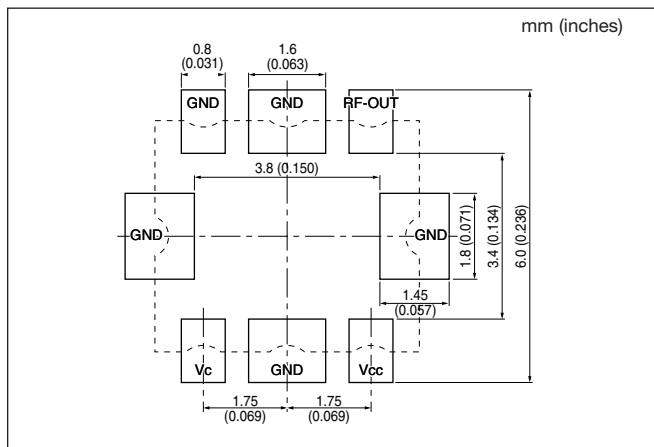 mm (inches)
0.8
(0.031)
1.6
(0.063)
GND
GND
RF-OUT
3.8 (0.150)
GND
GND
1.8 (0.071)
3.4 (0.134)
6.0 (0.236)
1.45
(0.057)
Vc
GND
Vcc
1.75
(0.069)
1.75
(0.069)